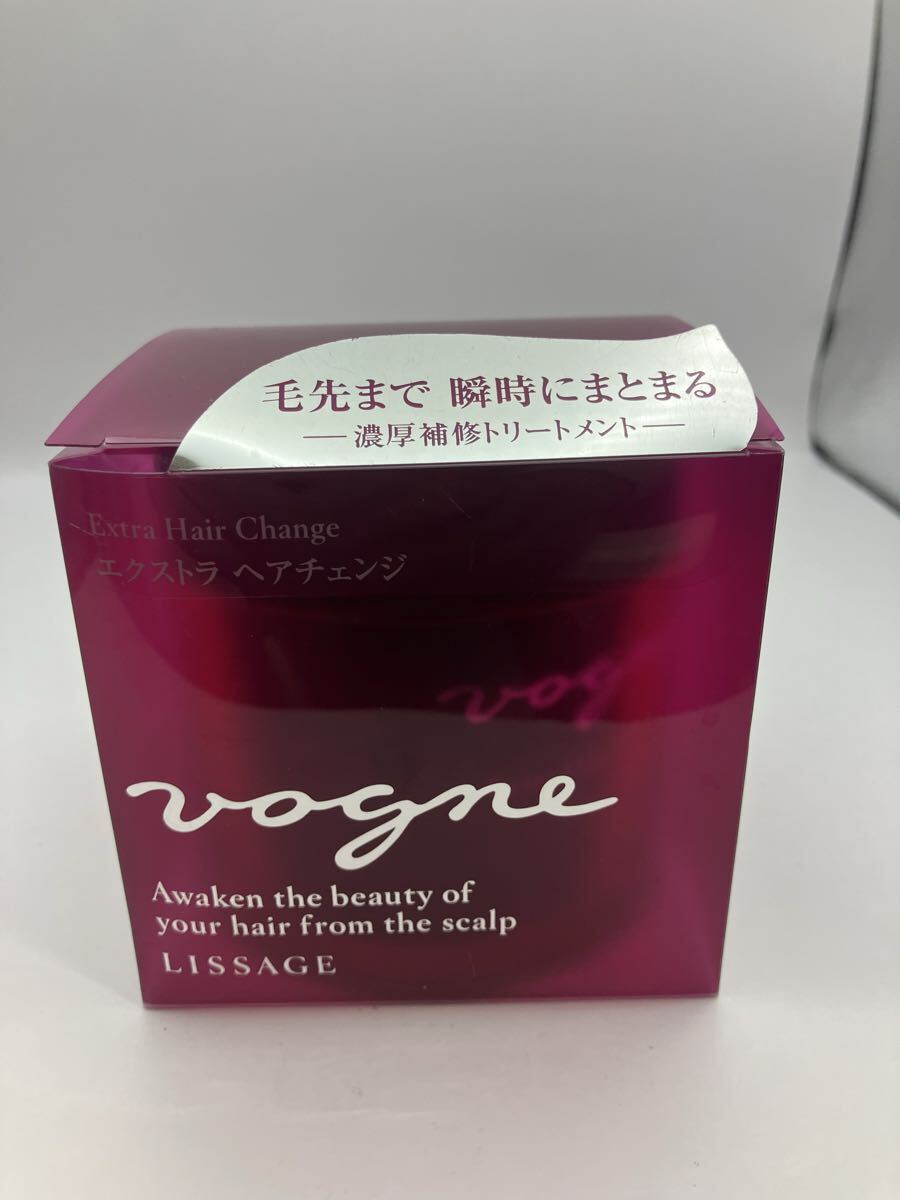 毛先まで 瞬時にまとまる
―濃厚補修トリートメント―
Extra Hair Change
エクストラ ヘアチェンジ
vog
vogne
Awaken the beauty of
your hair from the scalp
LISSAGE